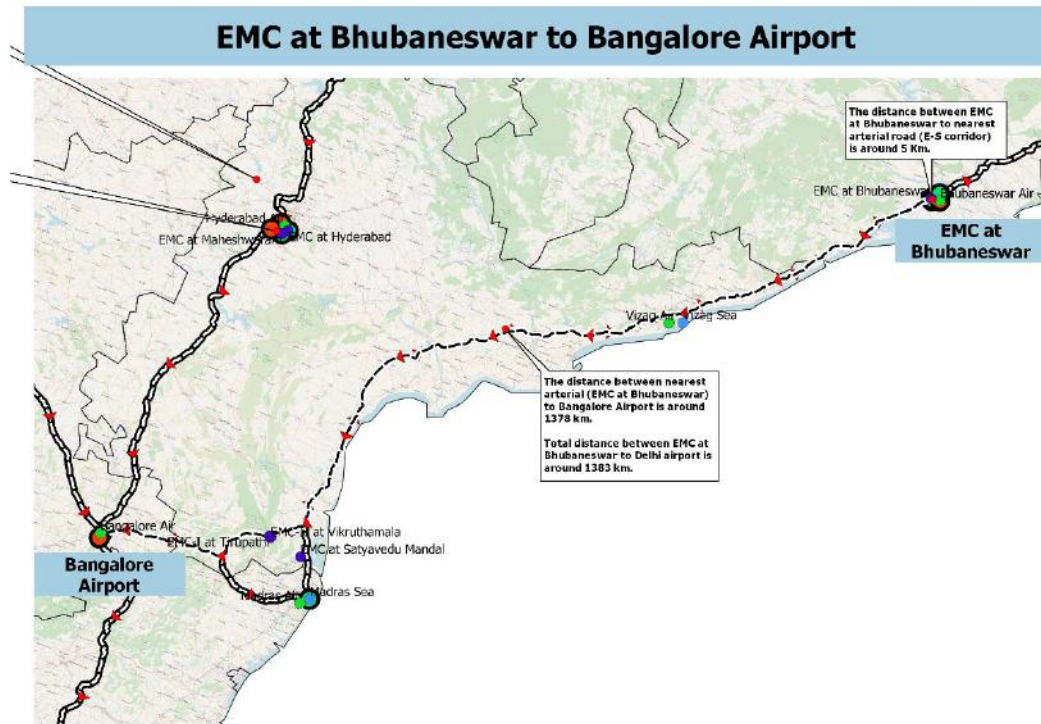 EMC at Bhubaneswar to Bangalore Airport
The distance between EMC
at Bhubaneswar to nearest
arterial road (E-S corridor)
is around 5 Km.
EMC at Bhubaneswar
Bhubaneswar Air
EMC at
Bhubaneswar
Hyderabad
EMC at Maheshwaram
EMC at Hyderabad
Vizag Air
Vizag Sea
The distance between nearest
arterial (EMC at Bhubaneswar)
to Bangalore Airport is around
1378 km.
Total distance between EMC at
Bhubaneswar to Delhi airport is
around 1383 km.
Bangalore Air
EMC-I at Tirupathi
EMC-II at Vikruthamala
EMC at Satyavedu Mandal
Bangalore
Airport
Madras Air
Madras Sea